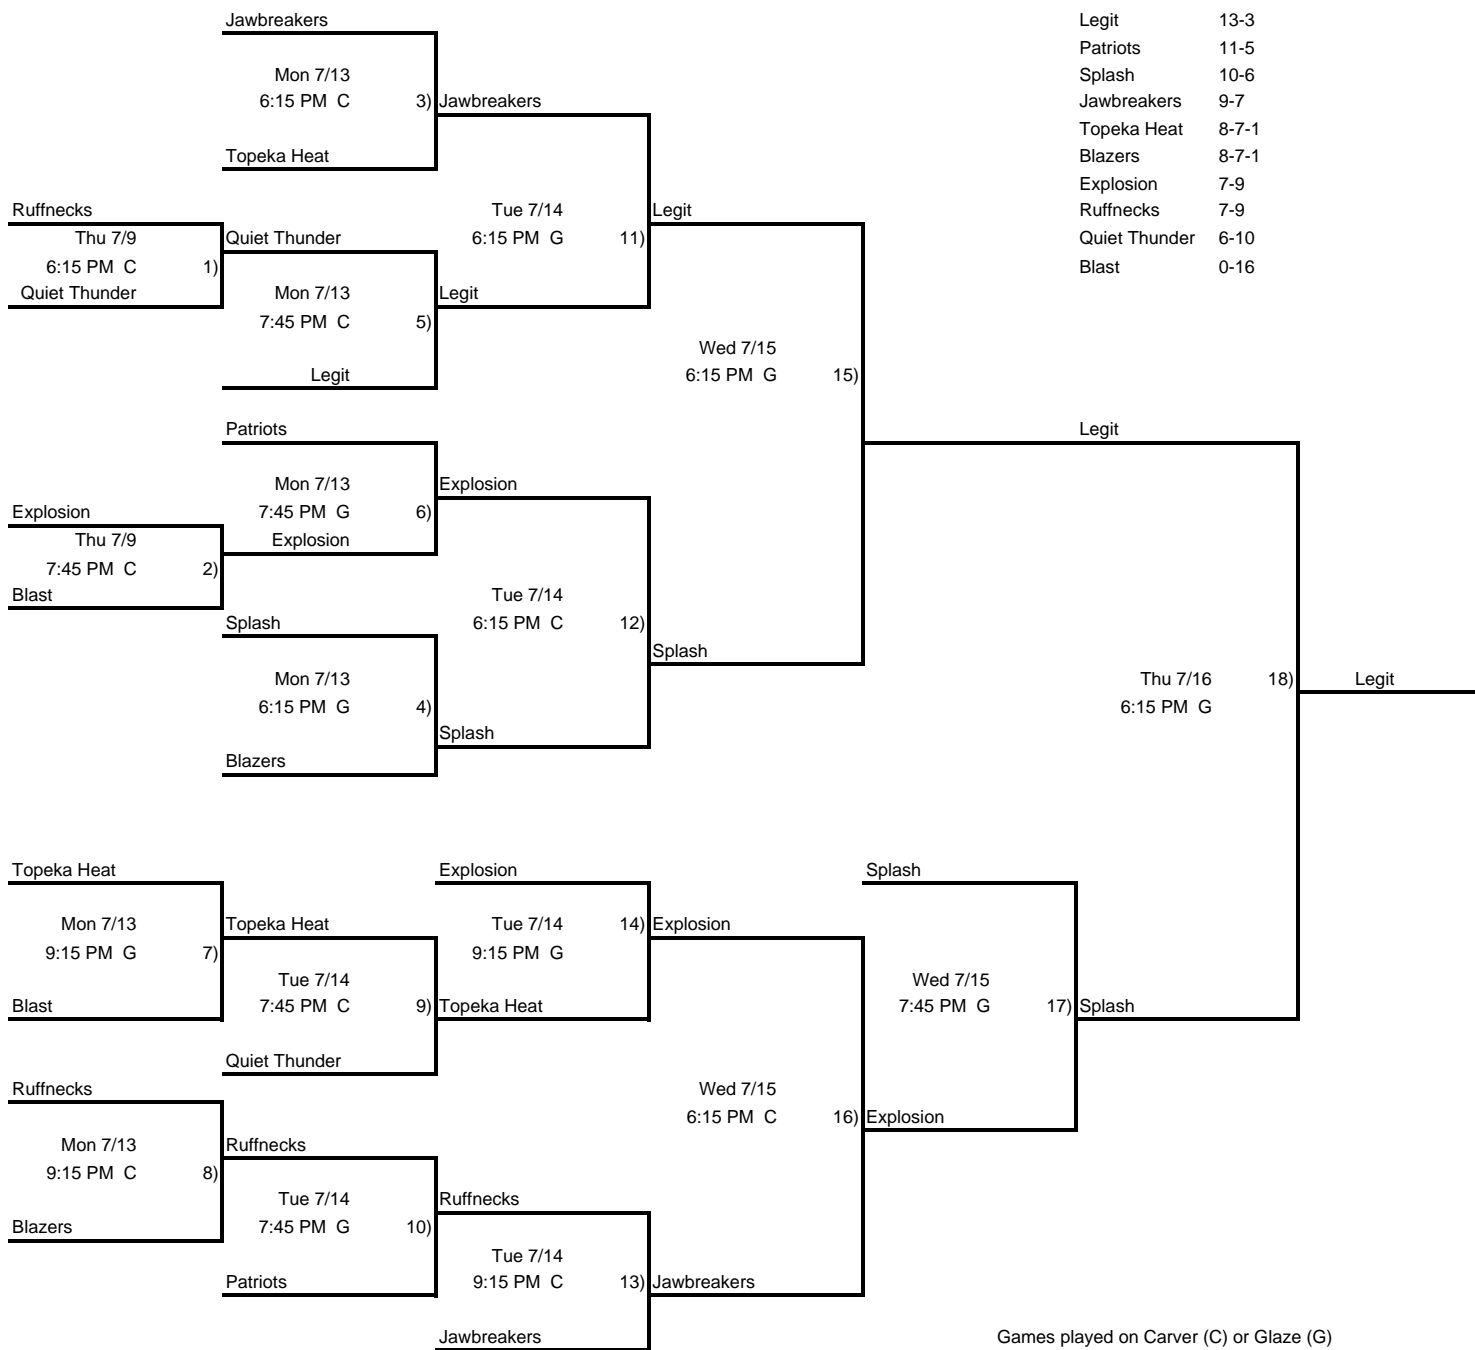 Jawbreakers
Legit 13-3
Patriots 11-5
Mon 7/13
Splash 10-6
6:15 PM C 3) Jawbreakers
Jawbreakers 9-7
Topeka Heat 8-7-1
Topeka Heat
Blazers 8-7-1
Explosion 7-9
Ruffnecks Tue 7/14 Legit
Ruffnecks 7-9
Thu 7/9 Quiet Thunder 6:15 PM G 11)
Quiet Thunder 6-10
6:15 PM C 1)
Blast 0-16
Quiet Thunder Mon 7/13 Legit
7:45 PM C 5)
Wed 7/15
Legit 6:15 PM G 15)
Patriots Legit
Mon 7/13 Explosion
Explosion 7:45 PM G 6)
Thu 7/9 Explosion
7:45 PM C 2)
Blast Tue 7/14
Splash 6:15 PM C 12)
Splash
Mon 7/13 Thu 7/16 18) Legit
6:15 PM G 4) 6:15 PM G
Splash
Blazers
Topeka Heat Explosion Splash
Mon 7/13 Topeka Heat Tue 7/14 14) Explosion
9:15 PM G 7) 9:15 PM G
Tue 7/14 Wed 7/15
Blast 7:45 PM C 9) Topeka Heat 7:45 PM G 17) Splash
Quiet Thunder
Ruffnecks Wed 7/15
6:15 PM C 16) Explosion
Mon 7/13 Ruffnecks
9:15 PM C 8)
Tue 7/14 Ruffnecks
Blazers 7:45 PM G 10)
Tue 7/14
Patriots 9:15 PM C 13) Jawbreakers
Jawbreakers
Games played on Carver (C) or Glaze (G)